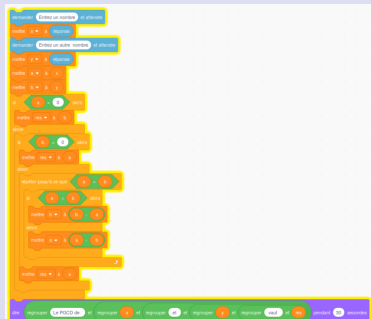 demander Entrez un nombre et attendre
mettre x à réponse
demander Entrez un autre nombre et attendre
mettre y à réponse
mettre a à x
mettre b à y
si a = 0 alors
mettre res à b
sinon
si b = 0 alors
mettre res à a
sinon
répéter jusqu'à ce que a = b
si a b alors
mettre b à b - a
sinon
mettre a à a - b
mettre res à a
dire regrouper Le PGCD de et regrouper x et regrouper et et regrouper y et regrouper vaut et res pendant secondes